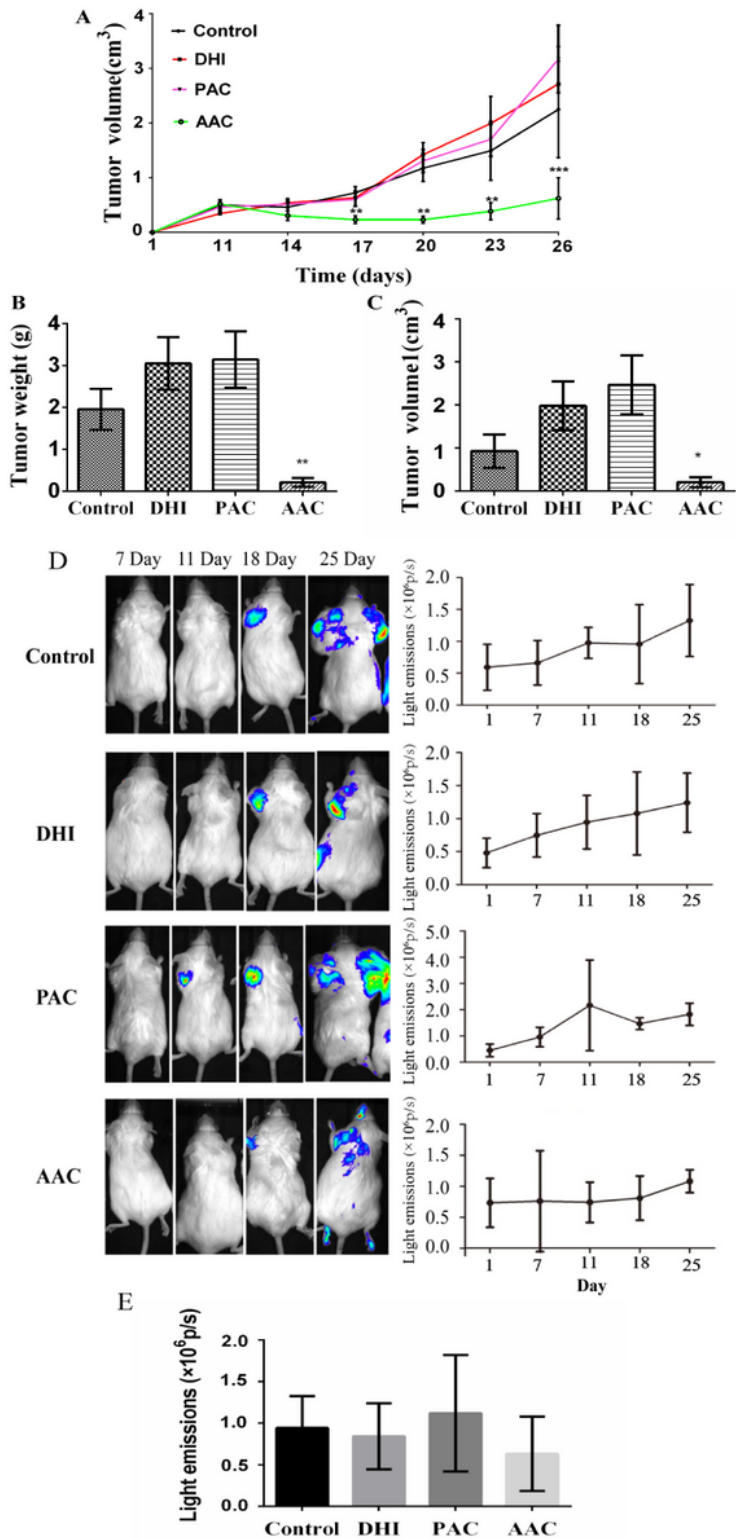 A
Tumor volume(cm3)
4
3
2
1
0
Control
DHI
PAC
AAC
** ** ** ***
1 11 14 17 20 23 26
Time (days)
B
Tumor weight (g)
4
3
2
1
0
**
Control DHI PAC AAC
C
Tumor volume1(cm3)
4
3
2
1
0
*
Control DHI PAC AAC
D
7 Day 11 Day 18 Day 25 Day
Control
Light emissions (×10⁶p/s)
2.0
1.5
1.0
0.5
0.0
1 7 11 18 25
DHI
Light emissions (×10⁶p/s)
2.0
1.5
1.0
0.5
0.0
1 7 11 18 25
PAC
Light emissions (×10⁶p/s)
5.0
4.0
3.0
2.0
1.0
0.0
1 7 11 18 25
AAC
Light emissions (×10⁶p/s)
2.0
1.5
1.0
0.5
0.0
1 7 11 18 25
Day
E
Light emissions (×10⁶p/s)
2.0
1.5
1.0
0.5
0.0
Control DHI PAC AAC